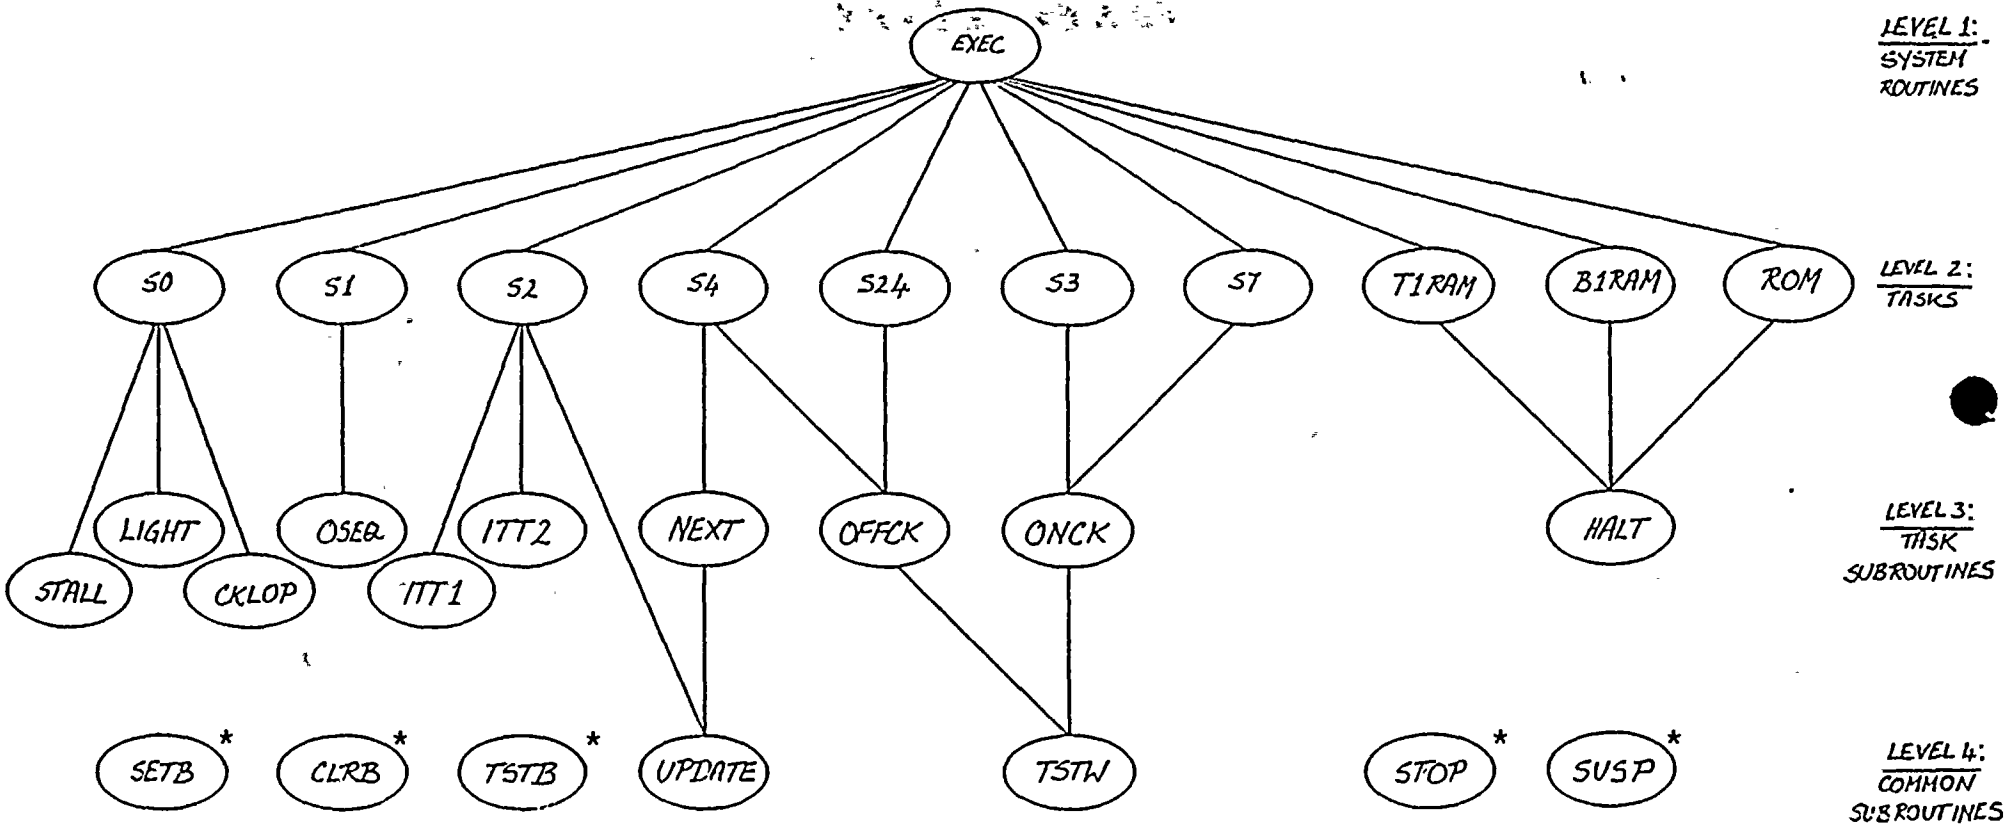 EXEC
LEVEL 1:
SYSTEM
ROUTINES
S0
S1
S2
S4
S24
S3
S7
T1RAM
B1RAM
ROM
LEVEL 2:
TASKS
LIGHT
OSEQ
ITT2
NEXT
OFFCK
ONCK
HALT
LEVEL 3:
TASK
SUBROUTINES
STALL
CKLOP
ITT1
SETB *
CLRB *
TSTB *
UPDATE
TSTW
STOP *
SUSP *
LEVEL 4:
COMMON
SUBROUTINES